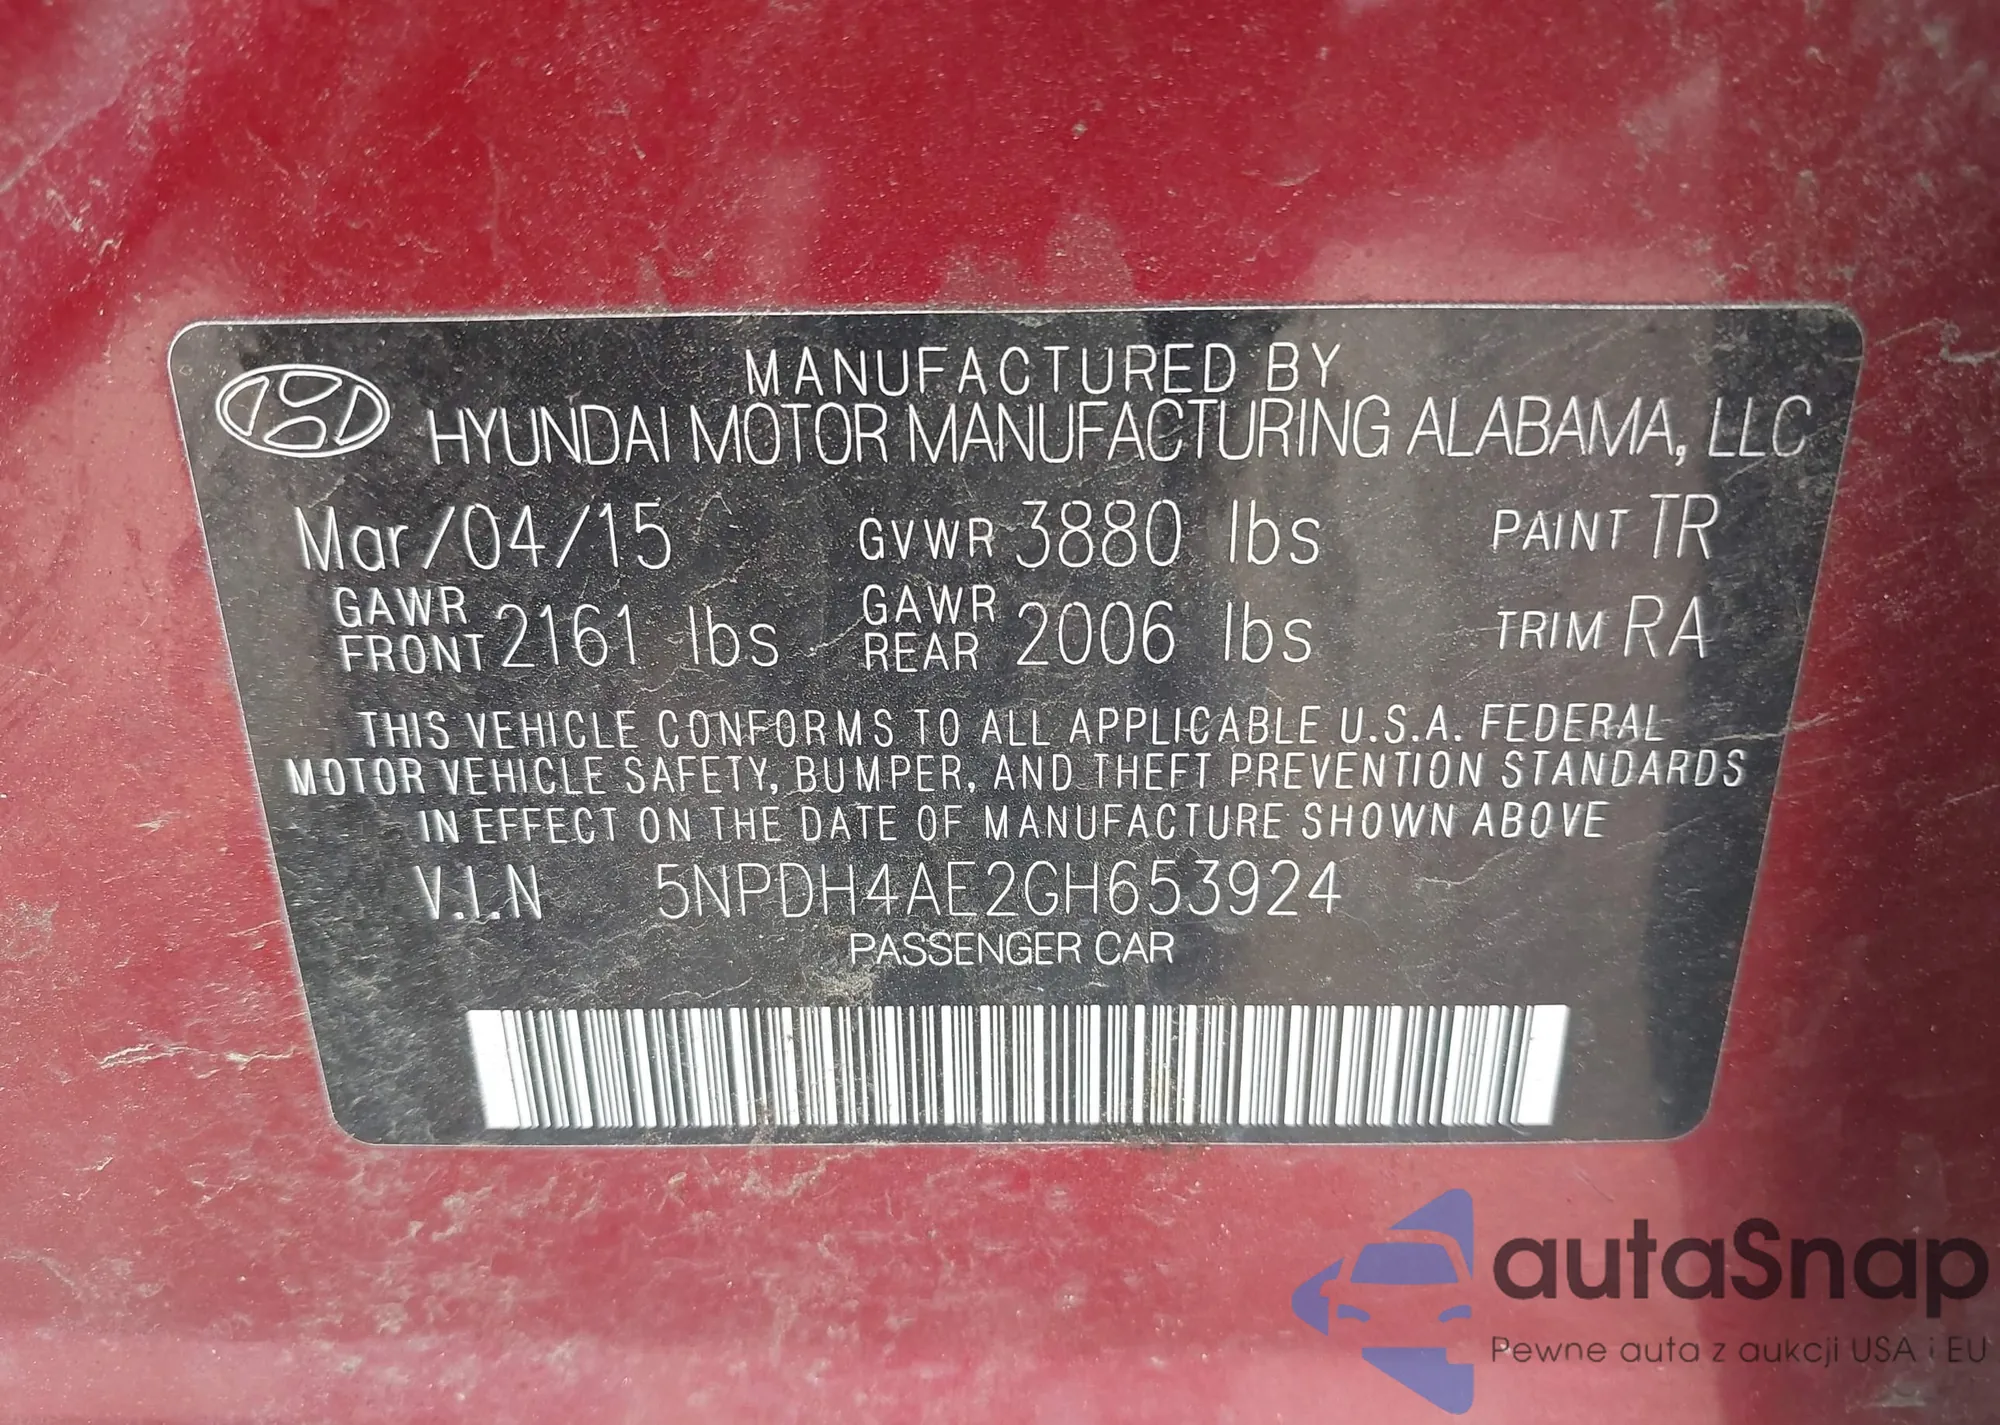 MANUFACTURED BY
HYUNDAI MOTOR MANUFACTURING ALABAMA, LLC
Mar/04/15 GVWR 3880 lbs PAINT TR
GAWR FRONT 2161 lbs GAWR REAR 2006 lbs TRIM RA
THIS VEHICLE CONFORMS TO ALL APPLICABLE U.S.A. FEDERAL
MOTOR VEHICLE SAFETY, BUMPER, AND THEFT PREVENTION STANDARDS
IN EFFECT ON THE DATE OF MANUFACTURE SHOWN ABOVE
V.I.N 5NPDH4AE2GH653924
PASSENGER CAR
autaSnap
Pewne auta z aukcji USA i EU